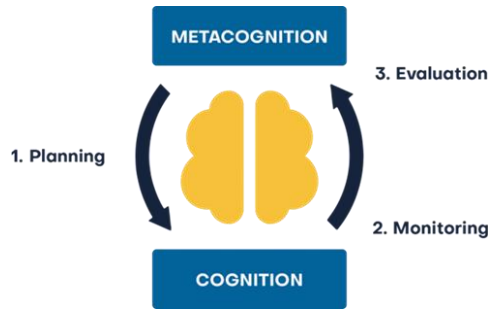 METACOGNITION
3. Evaluation
1. Planning
2. Monitoring
COGNITION